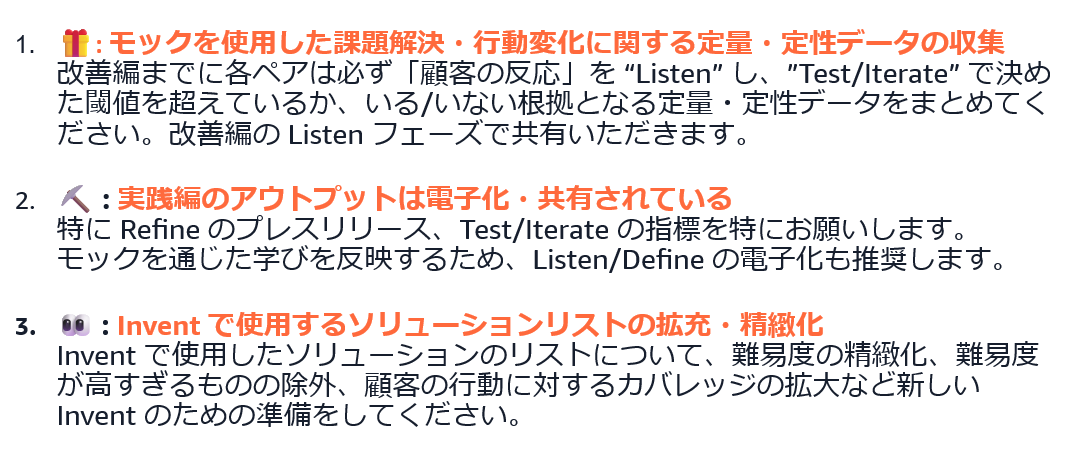 1. 🎁: モックを使用した課題解決・行動変化に関する定量・定性データの収集
改善編までに各ペアは必ず「顧客の反応」を “Listen” し、”Test/Iterate” で決め
た閾値を超えているか、いる/いない根拠となる定量・定性データをまとめてく
ださい。改善編の Listen フェーズで共有いただきます。
2. ⛏️ : 実践編のアウトプットは電子化・共有されている
特に Refine のプレスリリース、Test/Iterate の指標を特にお願いします。
モックを通じた学びを反映するため、Listen/Define の電子化も推奨します。
3. 👀 : Invent で使用するソリューションリストの拡充・精緻化
Invent で使用したソリューションのリストについて、難易度の精緻化、難易度
が高すぎるものの除外、顧客の行動に対するカバレッジの拡大など新しい
Invent のための準備をしてください。